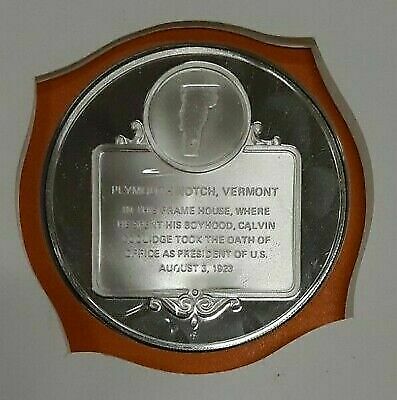 PLYMOUTH NOTCH, VERMONT
IN THIS FRAME HOUSE, WHERE
HE SPENT HIS BOYHOOD, CALVIN
COOLIDGE TOOK THE OATH OF
OFFICE AS PRESIDENT OF U.S.
AUGUST 3, 1923